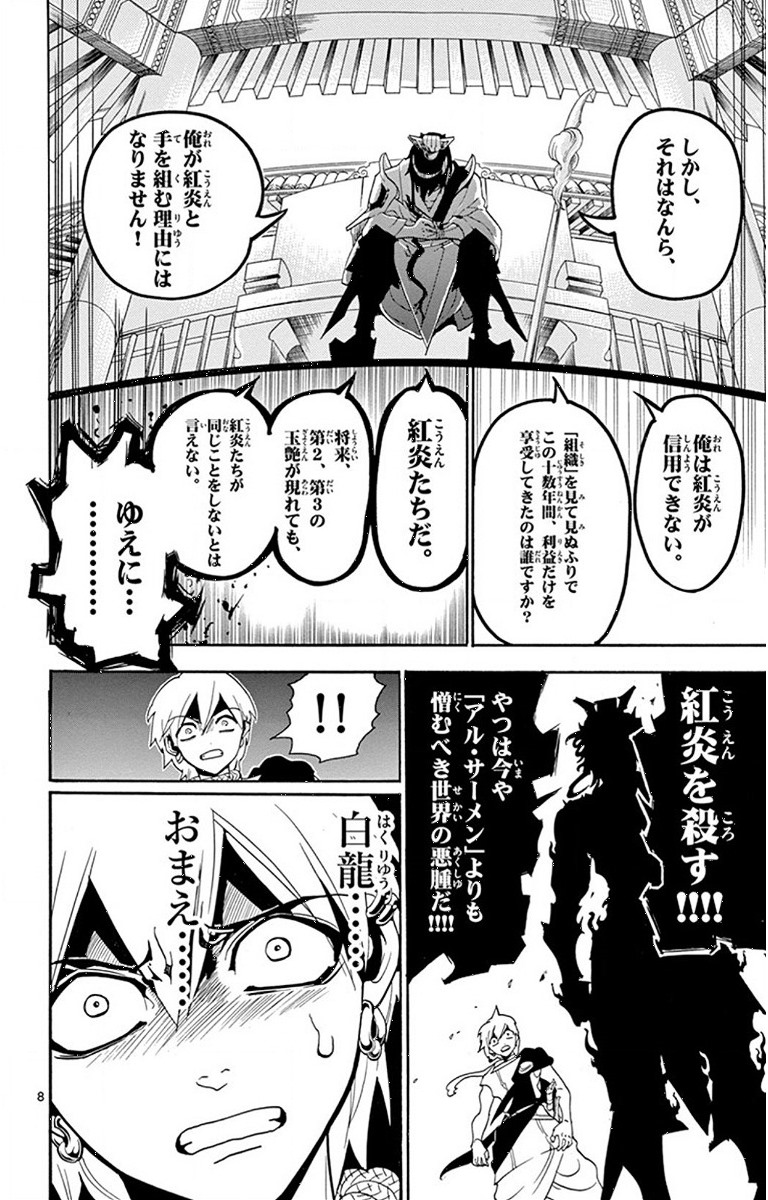 しかし、
それはなんら、
俺が紅炎と
手を組む理由には
なりません！
俺は紅炎が
信用できない。
「組織」を見て見ぬふりで
この十数年間、利益だけを
享受してきたのは誰ですか？
紅炎たちだ。
将来、
第2、第3の
玉艶が現れても、
紅炎たちが
同じことをしないとは
言えない。
ゆえに…
………
紅炎を殺す!!!!
やつは今や
「アル・サーメン」よりも
憎むべき世界の悪腫だ!!!!
!!
白龍……
おまえ……
8